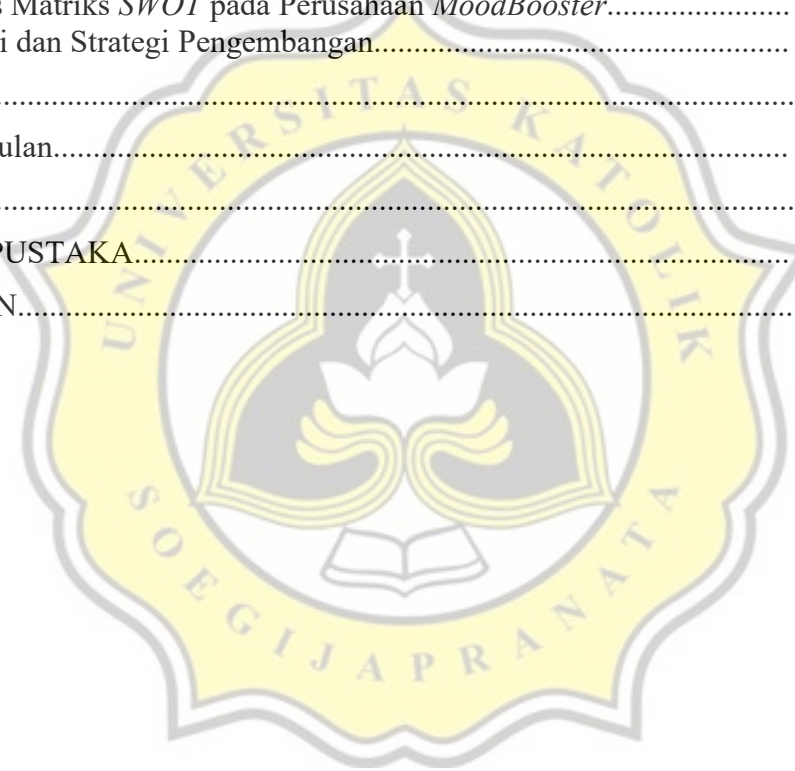 s Matriks SWOT pada Perusahaan MoodBooster....................
i dan Strategi Pengembangan....................
....................
ulan....................
....................
PUSTAKA....................
N....................
UNIVERSITAS KATOLIK
SOEGIJAPRANATA